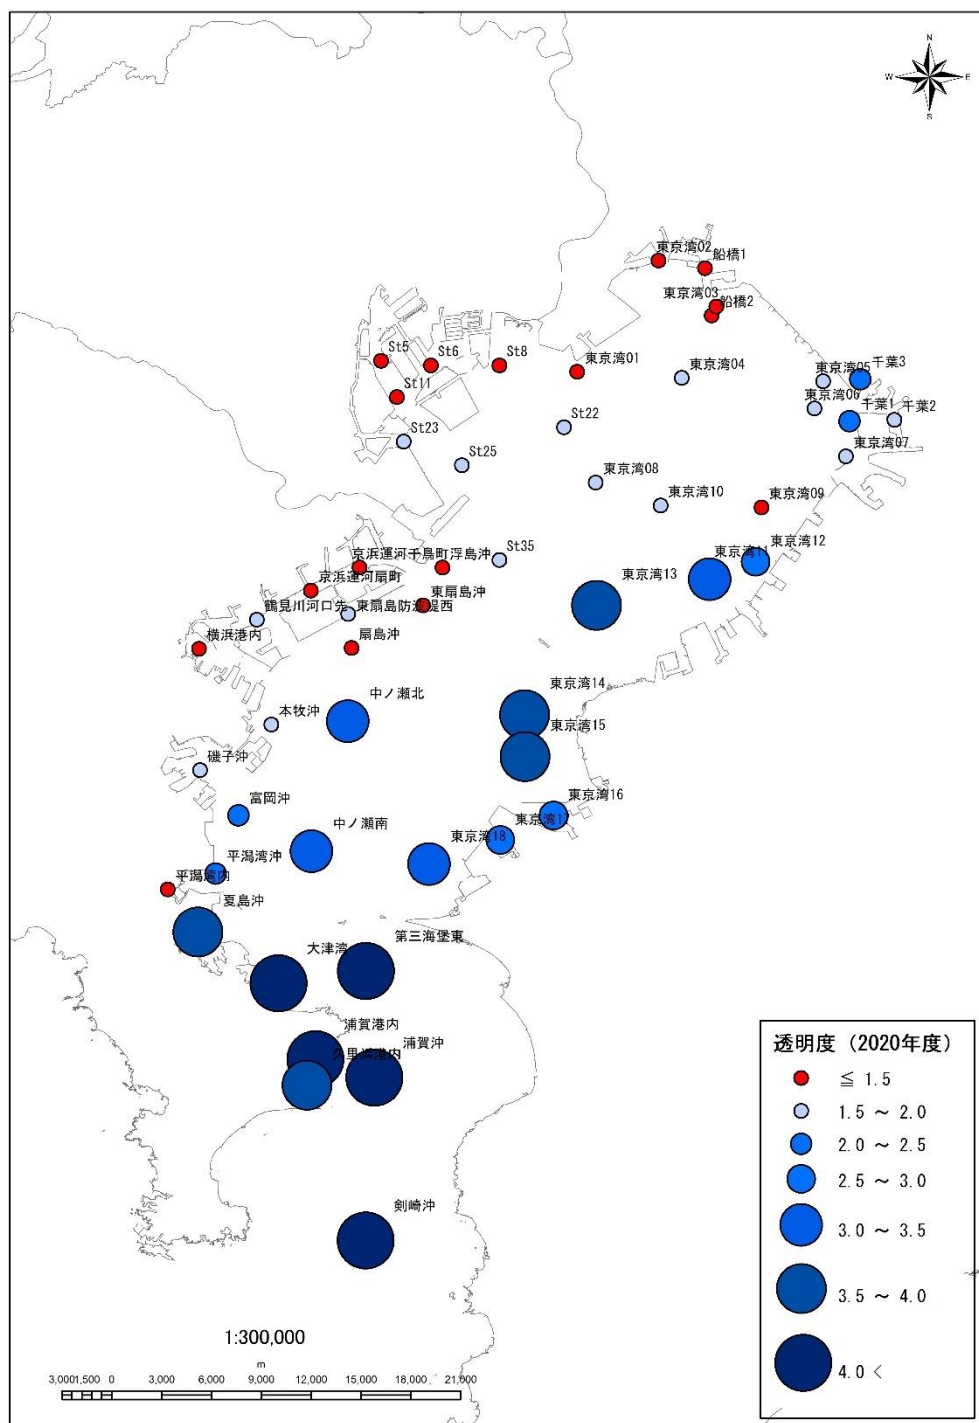 N
W
E
S
東京湾02
船橋1
東京湾03
船橋2
St5
St6
St8
東京湾01
東京湾04
東京湾05
千葉3
St11
東京湾06
千葉1
千葉2
St23
St22
東京湾07
St25
東京湾08
東京湾10
東京湾09
京浜運河千鳥町
浮島沖
St35
東京湾11
東京湾12
京浜運河扇町
東京湾13
鶴見川河口先
東扇島防波堤西
東扇島沖
横浜港内
扇島沖
東京湾14
中ノ瀬北
本牧沖
東京湾15
磯子沖
富岡沖
東京湾16
中ノ瀬南
東京湾17
東京湾18
平潟湾沖
平潟湾内
夏島沖
大津湾
第三海堡東
浦賀港内
浦賀沖
久里浜港内
剣崎沖
透明度（2020年度）
≦ 1.5
1.5 ～ 2.0
2.0 ～ 2.5
2.5 ～ 3.0
3.0 ～ 3.5
3.5 ～ 4.0
4.0 <
1:300,000
m
3,000 1,500 0 3,000 6,000 9,000 12,000 15,000 18,000 21,000